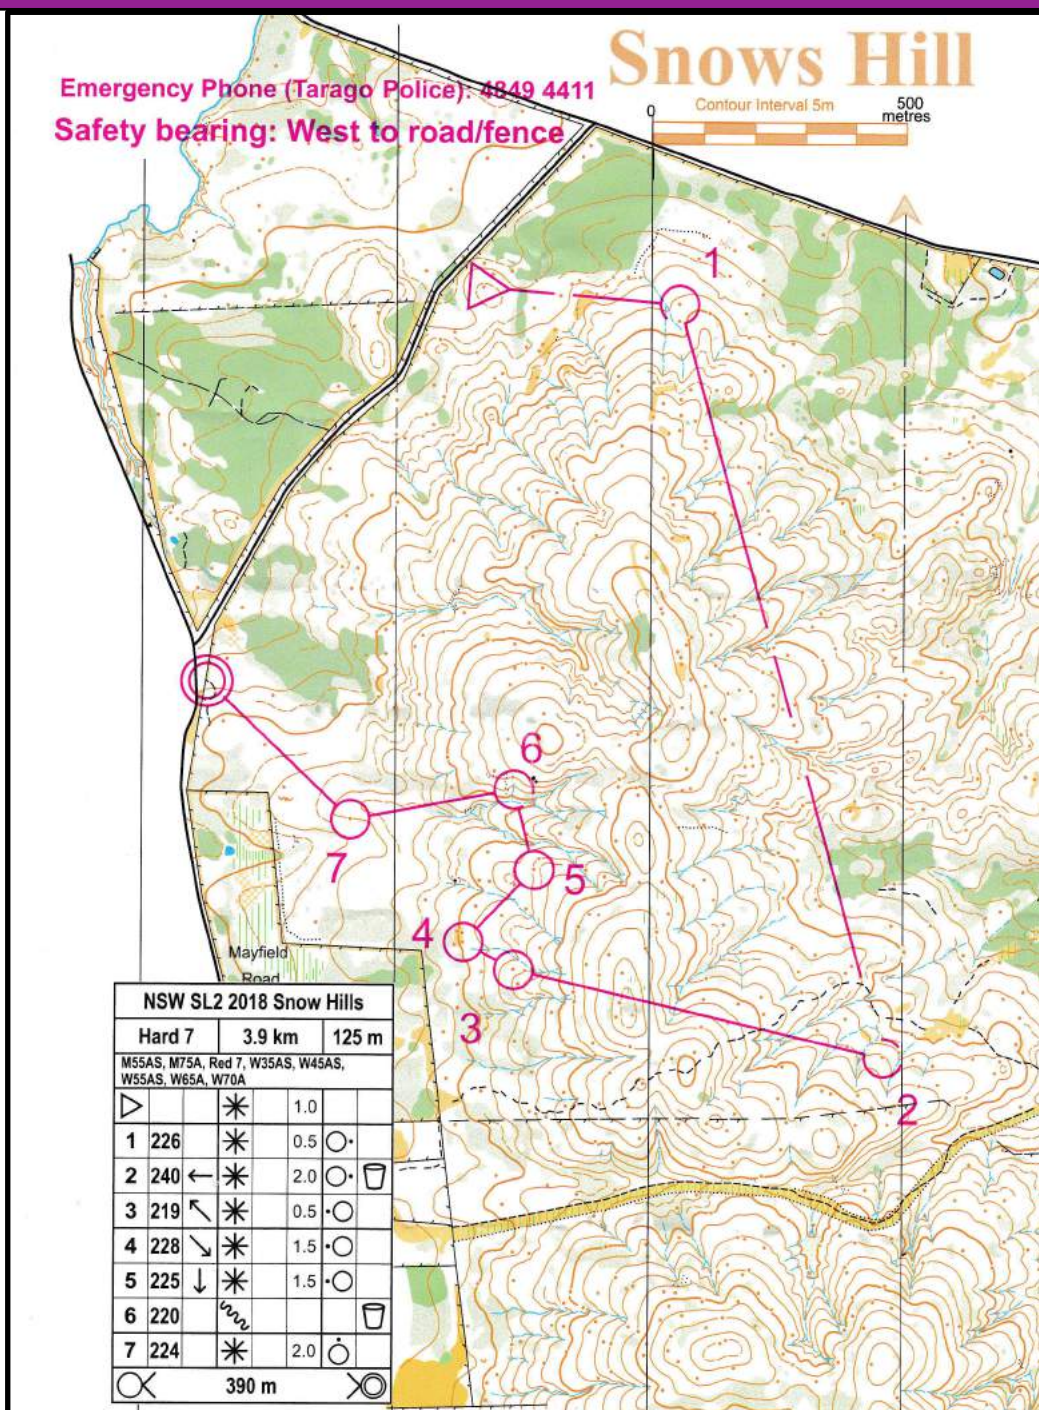 Snows Hill
Emergency Phone (Tarago Police): 4849 4411
Safety bearing: West to road/fence
Contour Interval 5m
0 500
metres
1
6
7
5
4
3
2
Mayfield
Road
NSW SL2 2018 Snow Hills
Hard 7 3.9 km 125 m
M55AS, M75A, Red 7, W35AS, W45AS,
W55AS, W65A, W70A
1.0
1 226 0.5
2 240 2.0
3 219 0.5
4 228 1.5
5 225 1.5
6 220
7 224 2.0
390 m